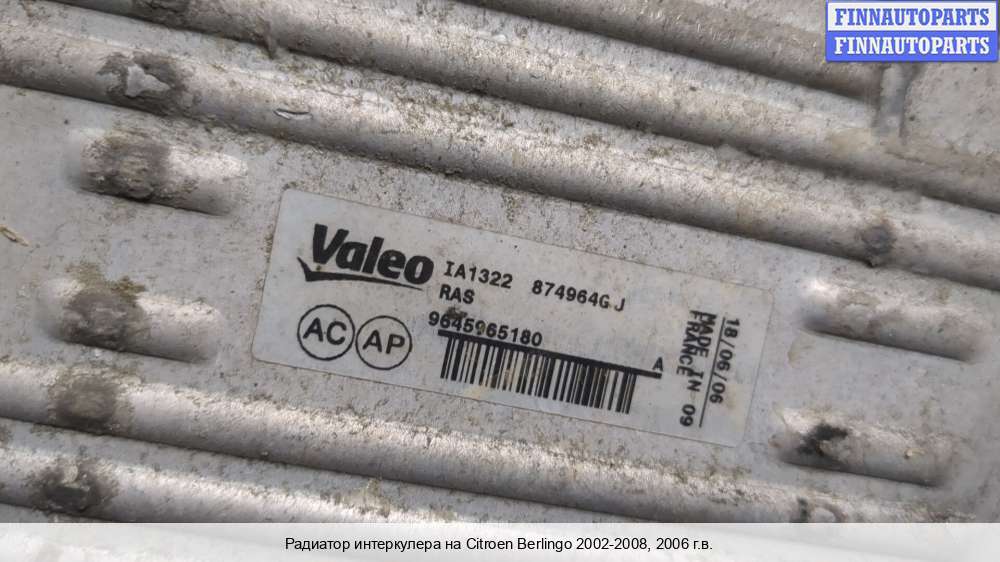 FINNAUTOPARTS
FINNAUTOPARTS
Valeo
IA1322 874964GJ
RAS
9645965180
A
AC AP
18/06/06
MADE IN 09
FRANCE
Радиатор интеркулера на Citroen Berlingo 2002-2008, 2006 г.в.